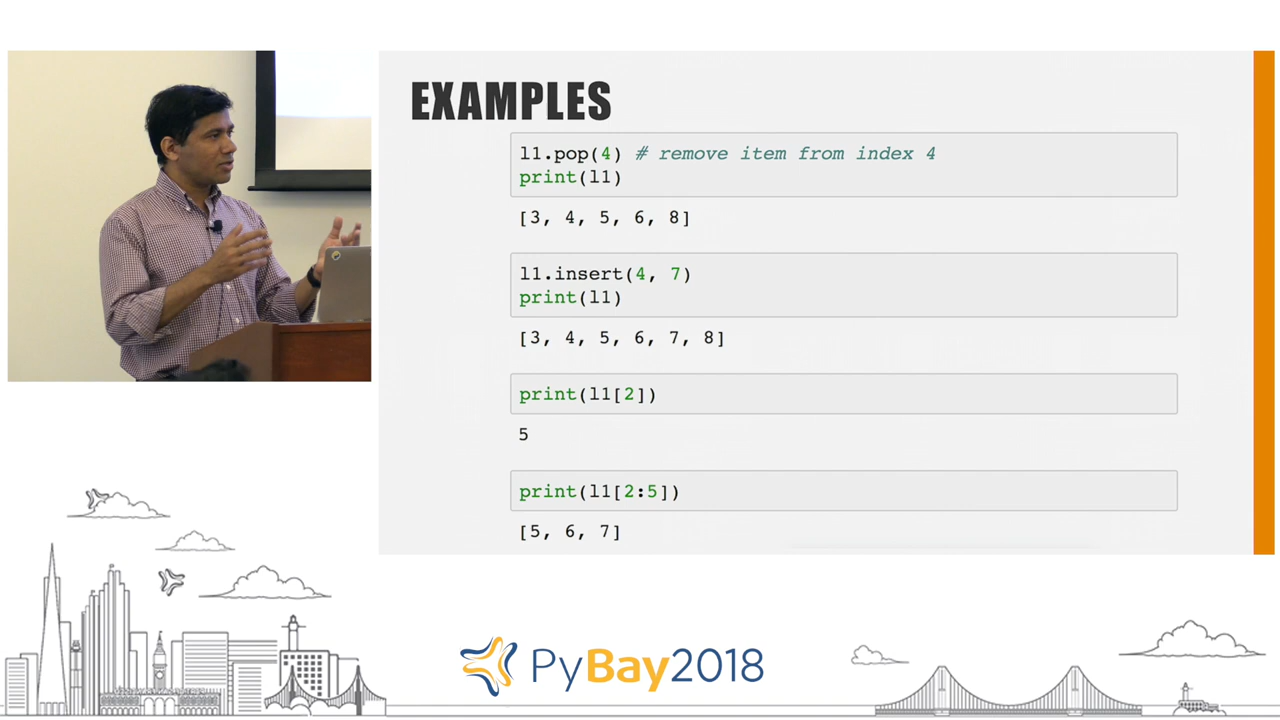 EXAMPLES
l1.pop(4) # remove item from index 4
print(l1)
[3, 4, 5, 6, 8]
l1.insert(4, 7)
print(l1)
[3, 4, 5, 6, 7, 8]
print(l1[2])
5
print(l1[2:5])
[5, 6, 7]
PyBay2018